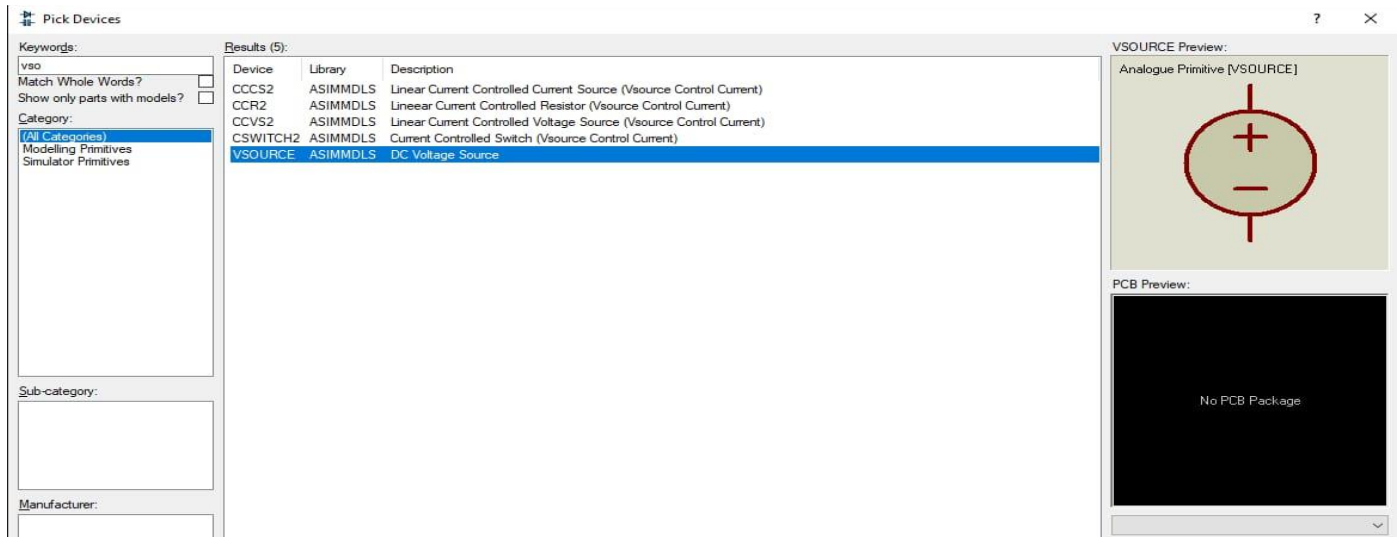 Pick Devices
? ×
Keywords:
vso
Match Whole Words?
Show only parts with models?
Category:
(All Categories)
Modelling Primitives
Simulator Primitives
Sub-category:
Manufacturer:
Results (5):
Device Library Description
CCCS2 ASIMMDLS Linear Current Controlled Current Source (Vsource Control Current)
CCR2 ASIMMDLS Lineear Current Controlled Resistor (Vsource Control Current)
CCVS2 ASIMMDLS Linear Current Controlled Voltage Source (Vsource Control Current)
CSWITCH2 ASIMMDLS Current Controlled Switch (Vsource Control Current)
VSOURCE ASIMMDLS DC Voltage Source
VSOURCE Preview:
Analogue Primitive [VSOURCE]
+
−
PCB Preview:
No PCB Package